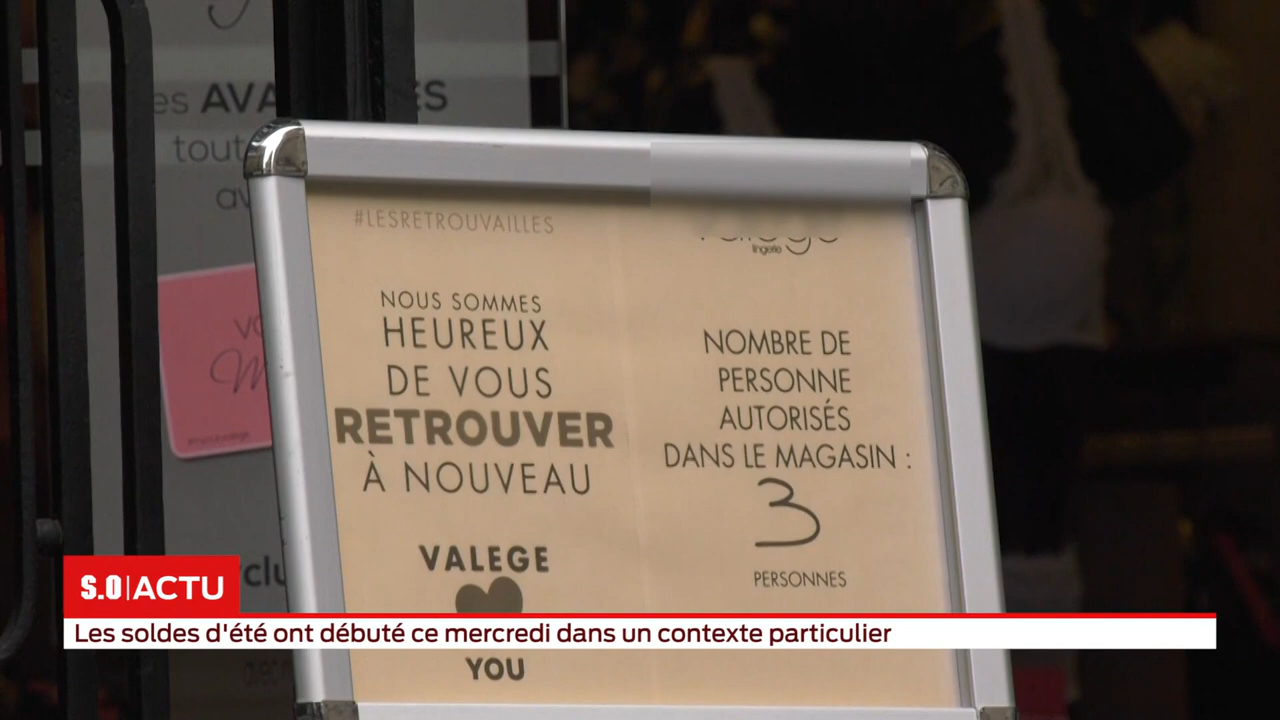 #LESRETROUVAILLES
NOUS SOMMES
HEUREUX
DE VOUS
RETROUVER
À NOUVEAU
VALEGE
YOU
lingerie
NOMBRE DE
PERSONNE
AUTORISÉS
DANS LE MAGASIN :
3
PERSONNES
S.O|ACTU
Les soldes d'été ont débuté ce mercredi dans un contexte particulier